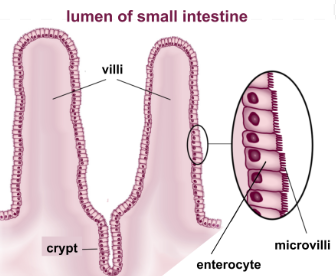 lumen of small intestine
villi
crypt
enterocyte
microvilli